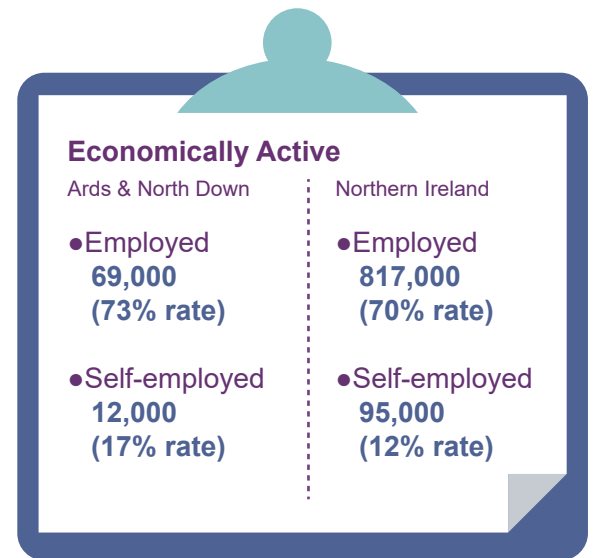 Economically Active
Ards & North Down
●Employed
69,000
(73% rate)
●Self-employed
12,000
(17% rate)
Northern Ireland
●Employed
817,000
(70% rate)
●Self-employed
95,000
(12% rate)